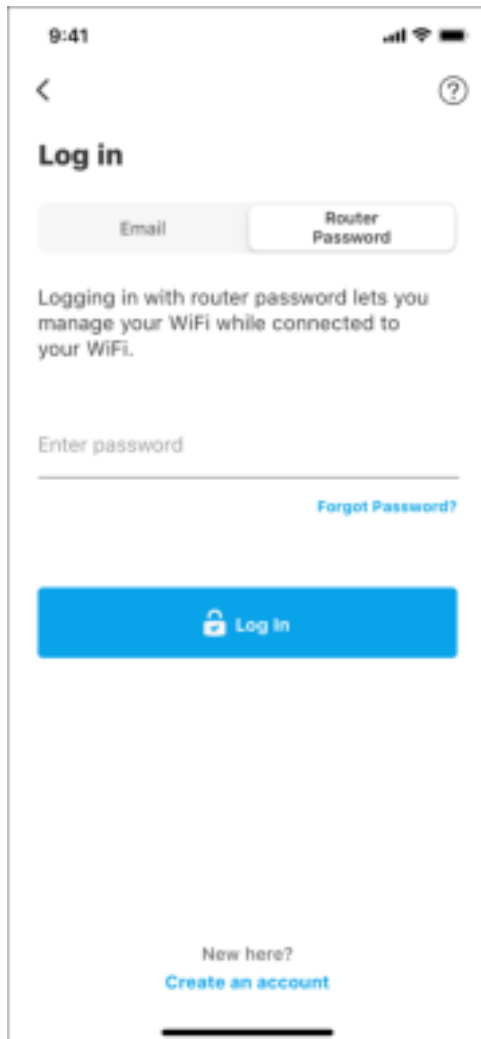 9:41
Log in
Email
Router
Password
Logging in with router password lets you
manage your WiFi while connected to
your WiFi.
Enter password
Forgot Password?
Log In
New here?
Create an account